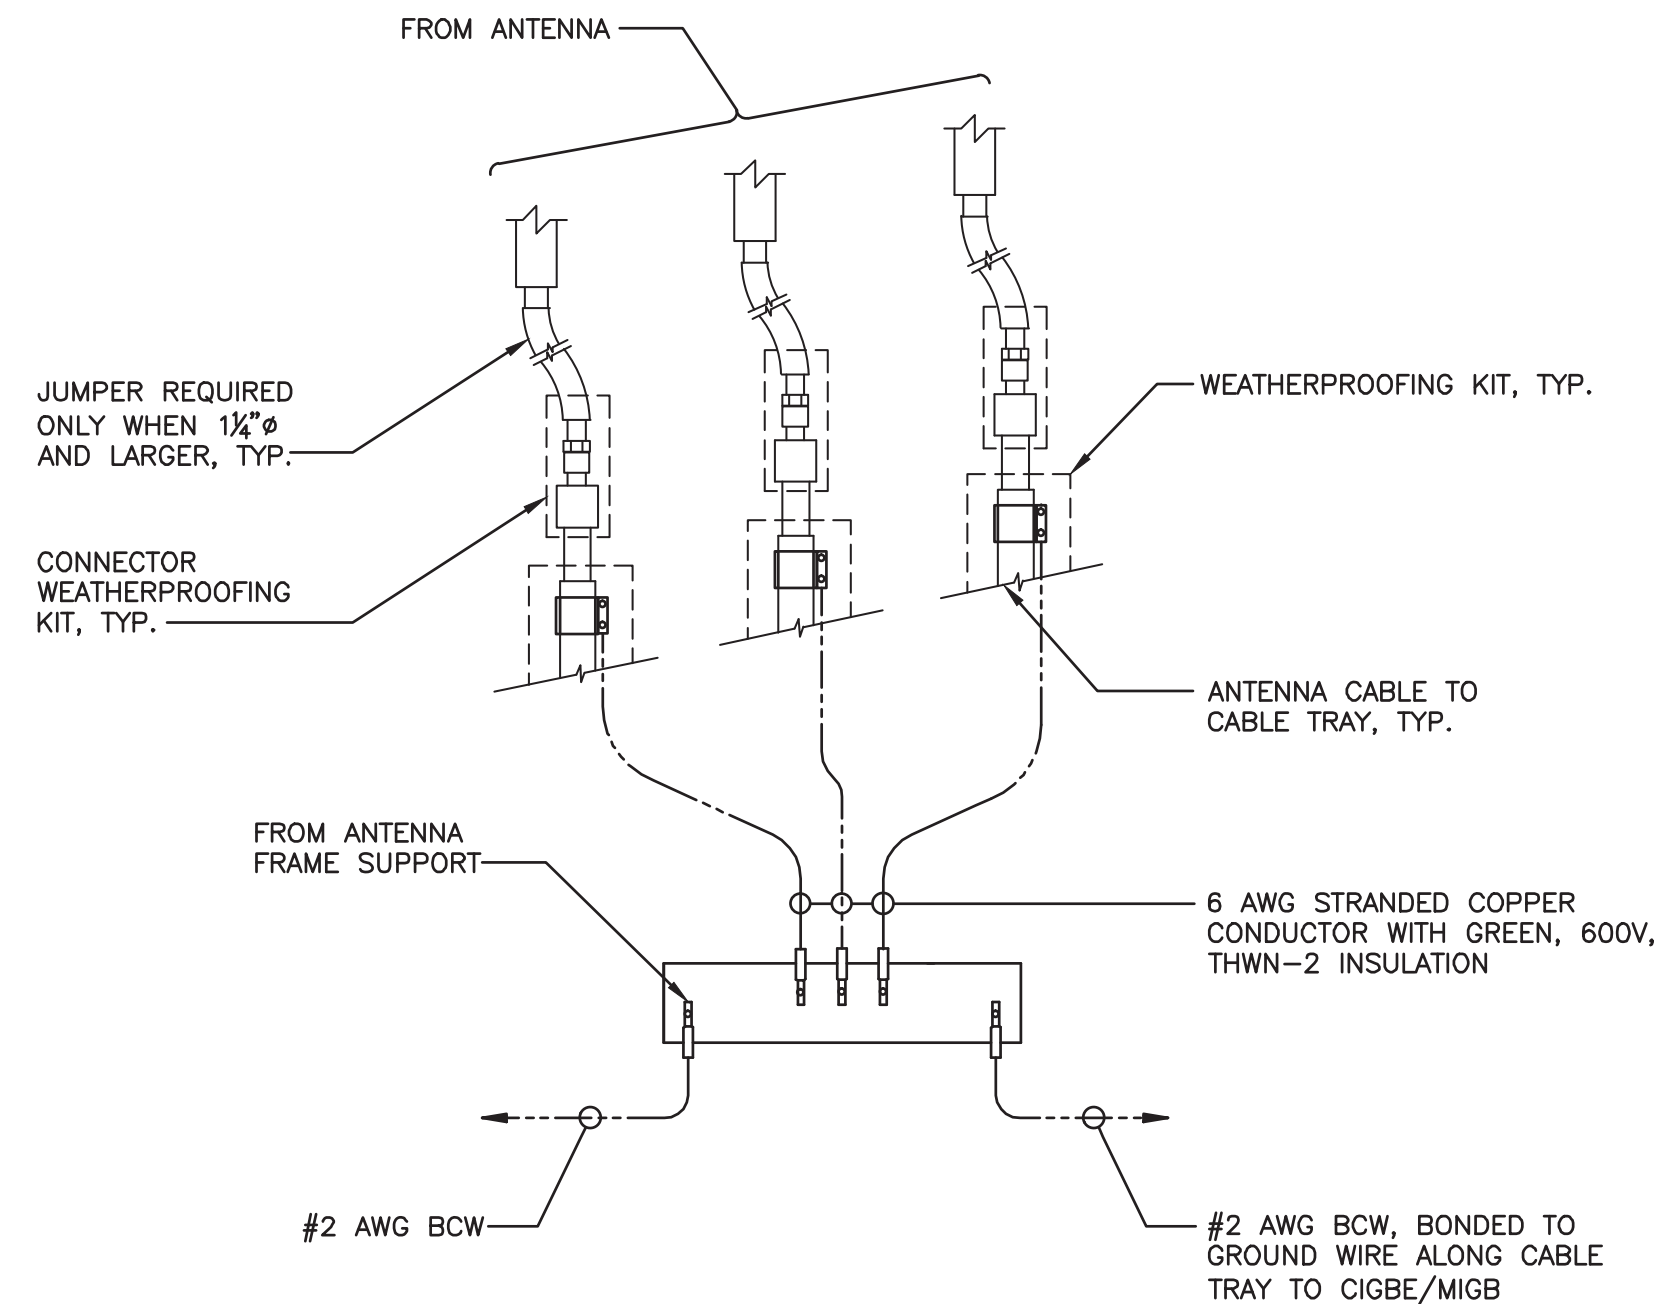 FROM ANTENNA
JUMPER REQUIRED
ONLY WHEN 1¼"ø
AND LARGER, TYP.
WEATHERPROOFING KIT, TYP.
CONNECTOR
WEATHERPROOFING
KIT, TYP.
ANTENNA CABLE TO
CABLE TRAY, TYP.
FROM ANTENNA
FRAME SUPPORT
6 AWG STRANDED COPPER
CONDUCTOR WITH GREEN, 600V,
THWN-2 INSULATION
#2 AWG BCW
#2 AWG BCW, BONDED TO
GROUND WIRE ALONG CABLE
TRAY TO CIGBE/MIGB